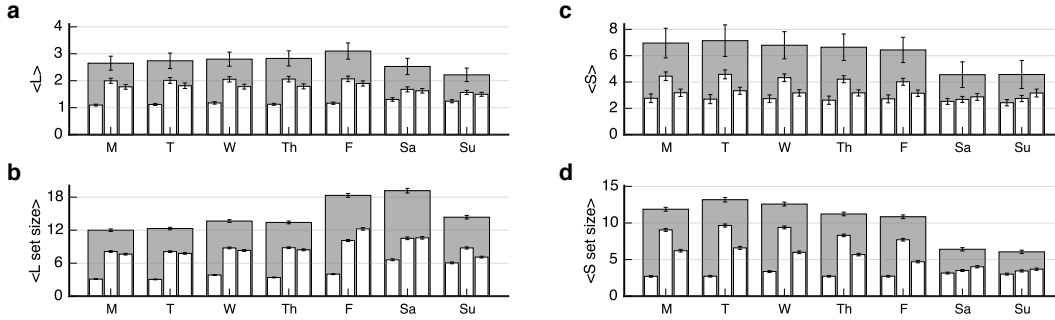 a
4
3
2
1
0
<L>
M T W Th F Sa Su
b
18
12
6
0
<L set size>
M T W Th F Sa Su
c
8
6
4
2
0
<S>
M T W Th F Sa Su
d
15
10
5
0
<S set size>
M T W Th F Sa Su